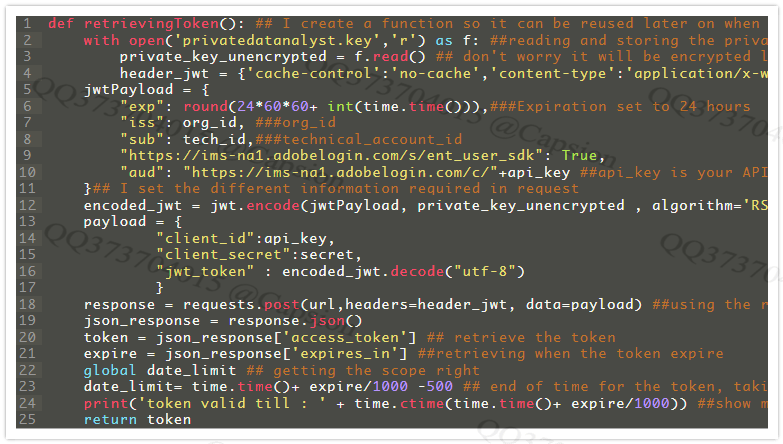 1 def retrievingToken(): ## I create a function so it can be reused later on when
2 with open('privatedatanalyst.key','r') as f: ##reading and storing the priva
3 private_key_unencrypted = f.read() ## don't worry it will be encrypted l
4 header_jwt = {'cache-control':'no-cache','content-type':'application/x-w
5 jwtPayload = {
6 "exp": round(24*60*60+ int(time.time())),###Expiration set to 24 hours
7 "iss": org_id, ###org_id
8 "sub": tech_id,###technical_account_id
9 "https://ims-na1.adobelogin.com/s/ent_user_sdk": True,
10 "aud": "https://ims-na1.adobelogin.com/c/"+api_key ##api_key is your API
11 }## I set the different information required in request
12 encoded_jwt = jwt.encode(jwtPayload, private_key_unencrypted , algorithm='RS
13 payload = {
14 "client_id":api_key,
15 "client_secret":secret,
16 "jwt_token" : encoded_jwt.decode("utf-8")
17 }
18 response = requests.post(url,headers=header_jwt, data=payload) ##using the r
19 json_response = response.json()
20 token = json_response['access_token'] ## retrieve the token
21 expire = json_response['expires_in'] ##retrieving when the token expire
22 global date_limit ## getting the scope right
23 date_limit= time.time()+ expire/1000 -500 ## end of time for the token, taki
24 print('token valid till : ' + time.ctime(time.time()+ expire/1000)) ##show m
25 return token